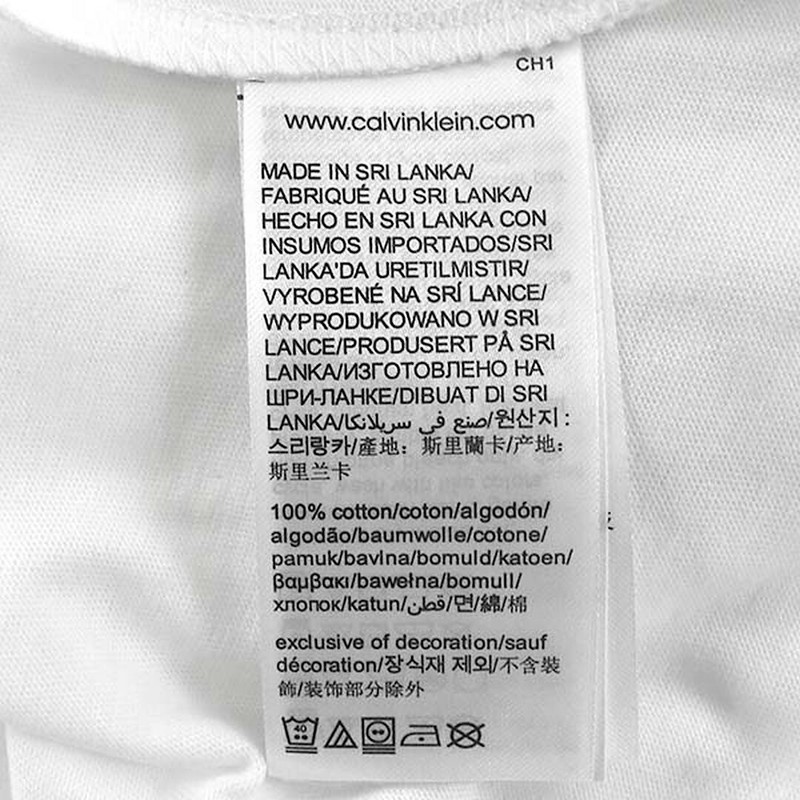 CH1
www.calvinklein.com
MADE IN SRI LANKA/
FABRIQUÉ AU SRI LANKA/
HECHO EN SRI LANKA CON
INSUMOS IMPORTADOS/SRI
LANKA'DA URETILMISTIR/
VYROBENÉ NA SRÍ LANCE/
WYPRODUKOWANO W SRI
LANCE/PRODUSERT PÅ SRI
LANKA/ИЗГОТОВЛЕНО НА
ШРИ-ЛАНКЕ/DIBUAT DI SRI
LANKA/صنع في سريلانكا/원산지 :
스리랑카/產地：斯里蘭卡/产地：
斯里兰卡
100% cotton/coton/algodón/
algodão/baumwolle/cotone/
pamuk/bavlna/bomuld/katoen/
βαμβακι/bawełna/bomull/
хлопок/katun/قطن/면/綿/棉
exclusive of decoration/sauf
décoration/장식재 제외/不含裝
飾/装饰部分除外
40